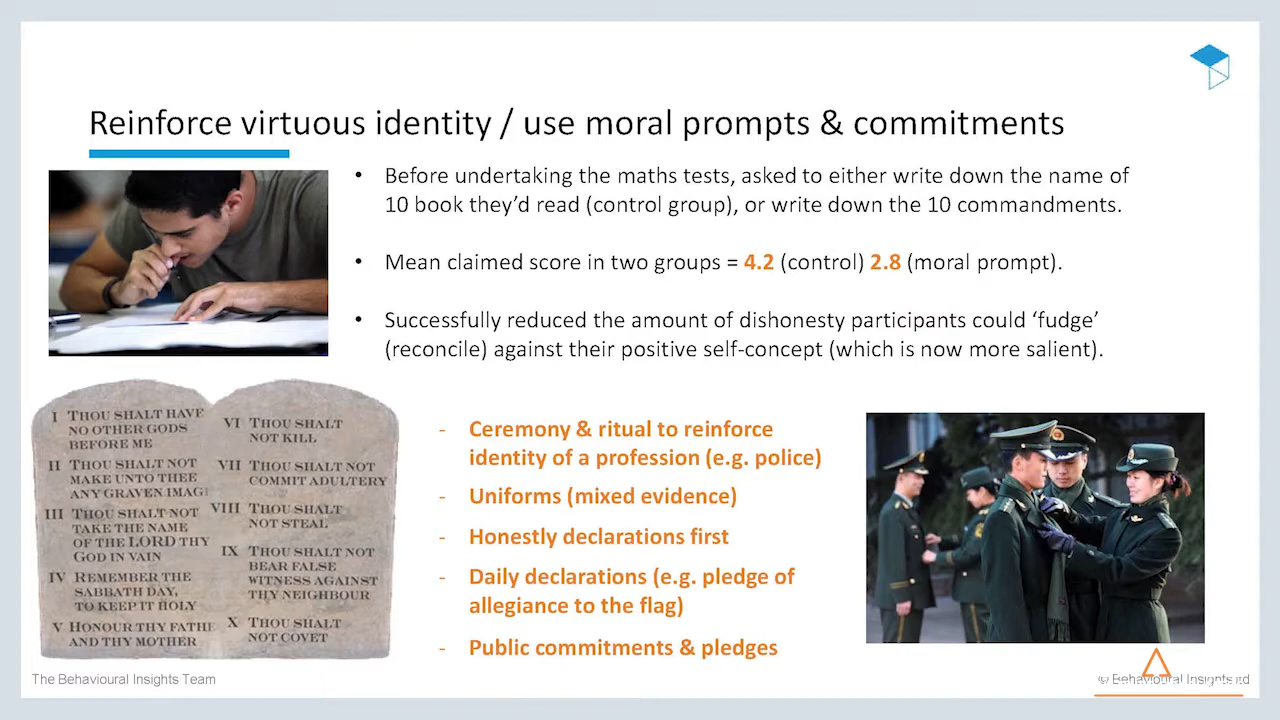 Reinforce virtuous identity / use moral prompts & commitments
• Before undertaking the maths tests, asked to either write down the name of
10 book they’d read (control group), or write down the 10 commandments.
• Mean claimed score in two groups = 4.2 (control) 2.8 (moral prompt).
• Successfully reduced the amount of dishonesty participants could ‘fudge’
(reconcile) against their positive self-concept (which is now more salient).
I THOU SHALT HAVE
NO OTHER GODS
BEFORE ME
II THOU SHALT NOT
MAKE UNTO THEE
ANY GRAVEN IMAG
III THOU SHALT NOT
TAKE THE NAME
OF THE LORD THY
GOD IN VAIN
IV REMEMBER THE
SABBATH DAY,
TO KEEP IT HOLY
V HONOUR THY FATHE
AND THY MOTHER
VI THOU SHALT
NOT KILL
VII THOU SHALT NOT
COMMIT ADULTERY
VIII THOU SHALT
NOT STEAL
IX THOU SHALT NOT
BEAR FALSE
WITNESS AGAINST
THY NEIGHBOUR
X THOU SHALT
NOT COVET
- Ceremony & ritual to reinforce
identity of a profession (e.g. police)
- Uniforms (mixed evidence)
- Honestly declarations first
- Daily declarations (e.g. pledge of
allegiance to the flag)
- Public commitments & pledges
The Behavioural Insights Team
© Behavioural Insights ltd